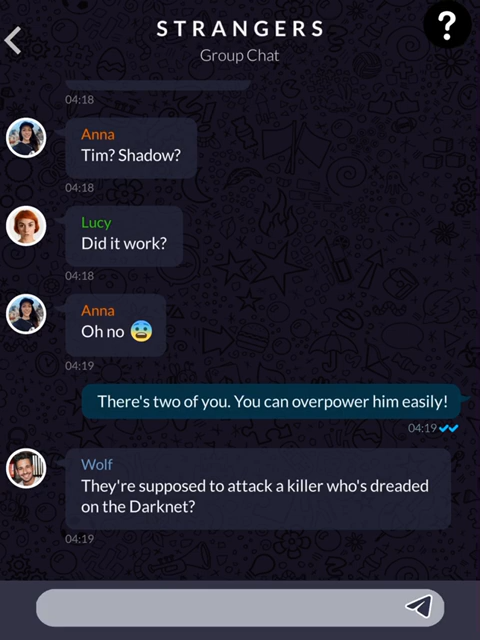 STRANGERS
?
Group Chat
04:18
Anna
Tim? Shadow?
04:18
Lucy
Did it work?
04:18
Anna
Oh no 😨
04:19
There's two of you. You can overpower him easily!
04:19
Wolf
They're supposed to attack a killer who's dreaded
on the Darknet?
04:19